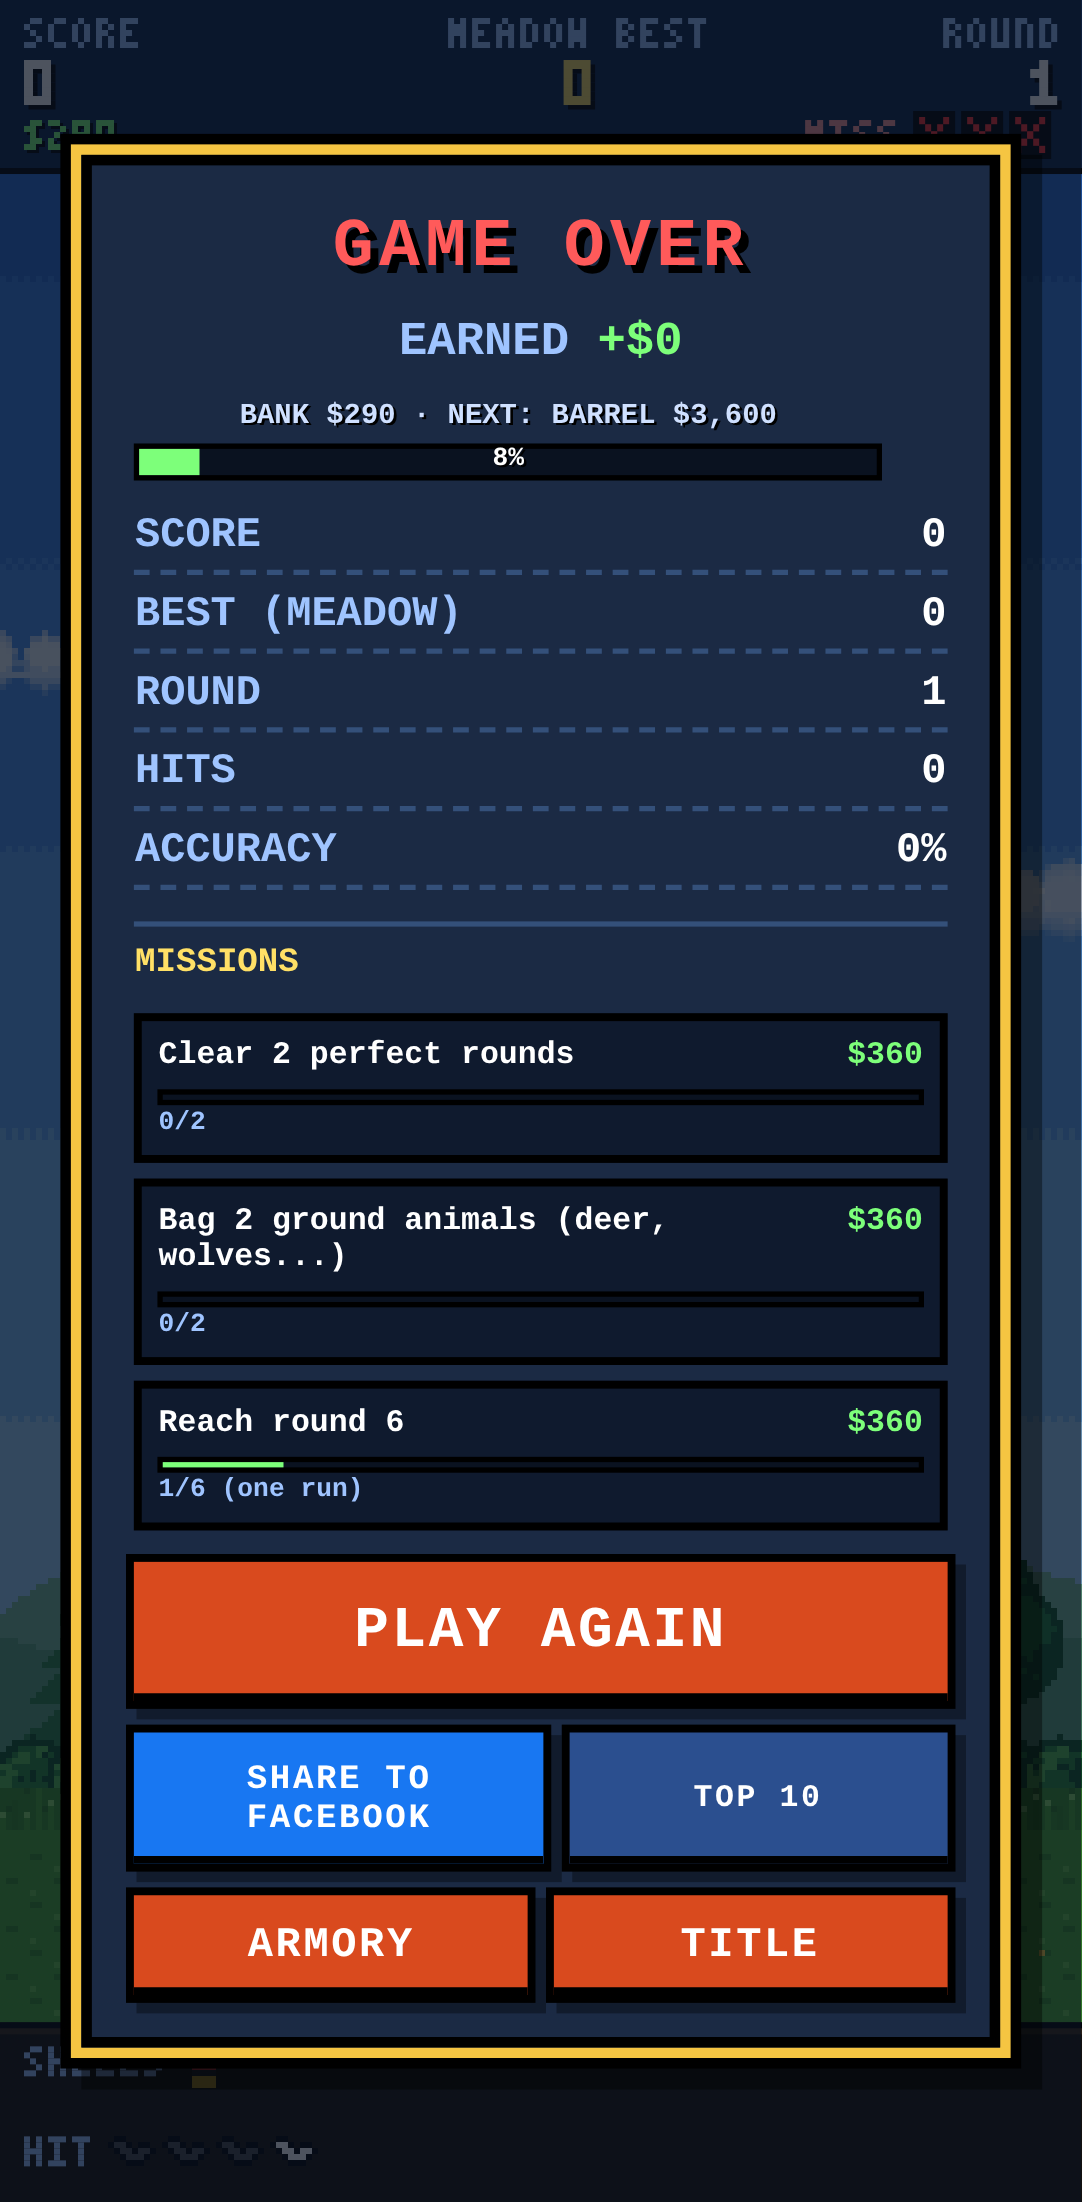 SCORE
MEADOW BEST
ROUND
0
0
1
GAME OVER
EARNED +$0
BANK $290 · NEXT: BARREL $3,600
8%
SCORE 0
BEST (MEADOW) 0
ROUND 1
HITS 0
ACCURACY 0%
MISSIONS
Clear 2 perfect rounds $360
0/2
Bag 2 ground animals (deer, $360
wolves...)
0/2
Reach round 6 $360
1/6 (one run)
PLAY AGAIN
SHARE TO
FACEBOOK
TOP 10
ARMORY
TITLE
HIT